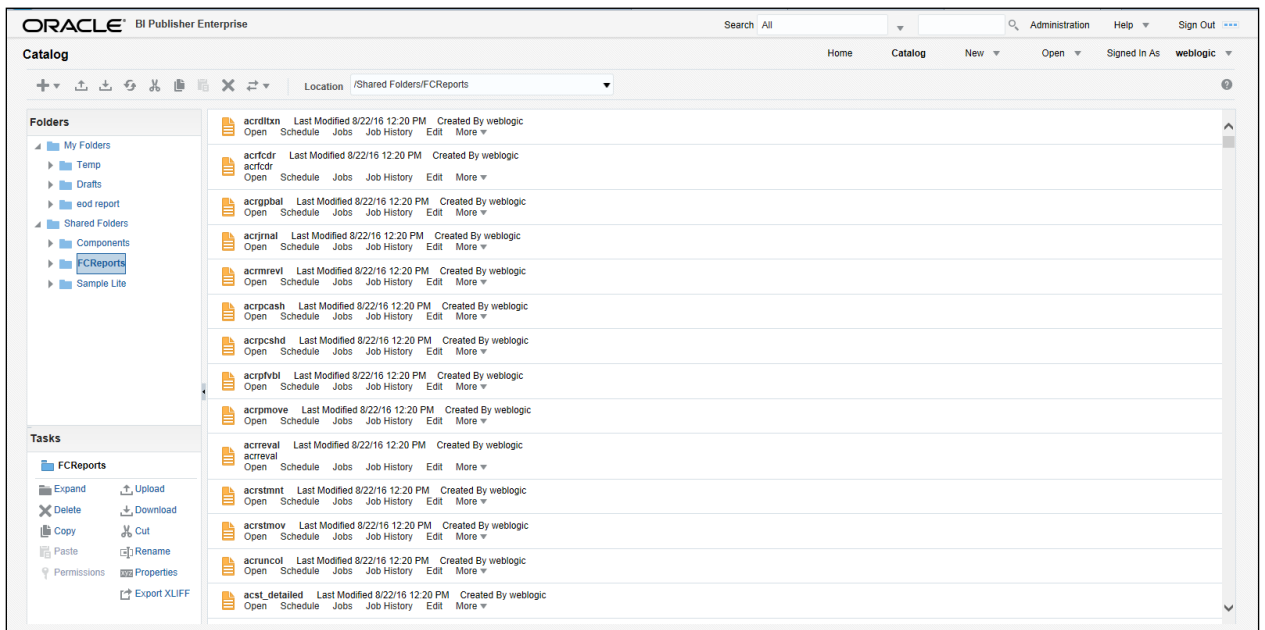 ORACLE BI Publisher Enterprise Search All Administration Help Sign Out
Catalog Home Catalog New Open Signed In As weblogic
Location /Shared Folders/FCReports
Folders
My Folders
Temp
Drafts
eod report
Shared Folders
Components
FCReports
Sample Lite
Tasks
FCReports
Expand Upload
Delete Download
Copy Cut
Paste Rename
Permissions Properties
Export XLIFF
acrdltxn Last Modified 8/22/16 12:20 PM Created By weblogic
Open Schedule Jobs Job History Edit More
acrfcdr Last Modified 8/22/16 12:20 PM Created By weblogic
acrfcdr
Open Schedule Jobs Job History Edit More
acrgpbal Last Modified 8/22/16 12:20 PM Created By weblogic
Open Schedule Jobs Job History Edit More
acrjrnal Last Modified 8/22/16 12:20 PM Created By weblogic
Open Schedule Jobs Job History Edit More
acrmrevl Last Modified 8/22/16 12:20 PM Created By weblogic
Open Schedule Jobs Job History Edit More
acrpcash Last Modified 8/22/16 12:20 PM Created By weblogic
Open Schedule Jobs Job History Edit More
acrpcshd Last Modified 8/22/16 12:20 PM Created By weblogic
Open Schedule Jobs Job History Edit More
acrpfvbl Last Modified 8/22/16 12:20 PM Created By weblogic
Open Schedule Jobs Job History Edit More
acrpmove Last Modified 8/22/16 12:20 PM Created By weblogic
Open Schedule Jobs Job History Edit More
acrreval Last Modified 8/22/16 12:20 PM Created By weblogic
acrreval
Open Schedule Jobs Job History Edit More
acrstmnt Last Modified 8/22/16 12:20 PM Created By weblogic
Open Schedule Jobs Job History Edit More
acrstmov Last Modified 8/22/16 12:20 PM Created By weblogic
Open Schedule Jobs Job History Edit More
acruncol Last Modified 8/22/16 12:20 PM Created By weblogic
Open Schedule Jobs Job History Edit More
acst_detailed Last Modified 8/22/16 12:20 PM Created By weblogic
Open Schedule Jobs Job History Edit More